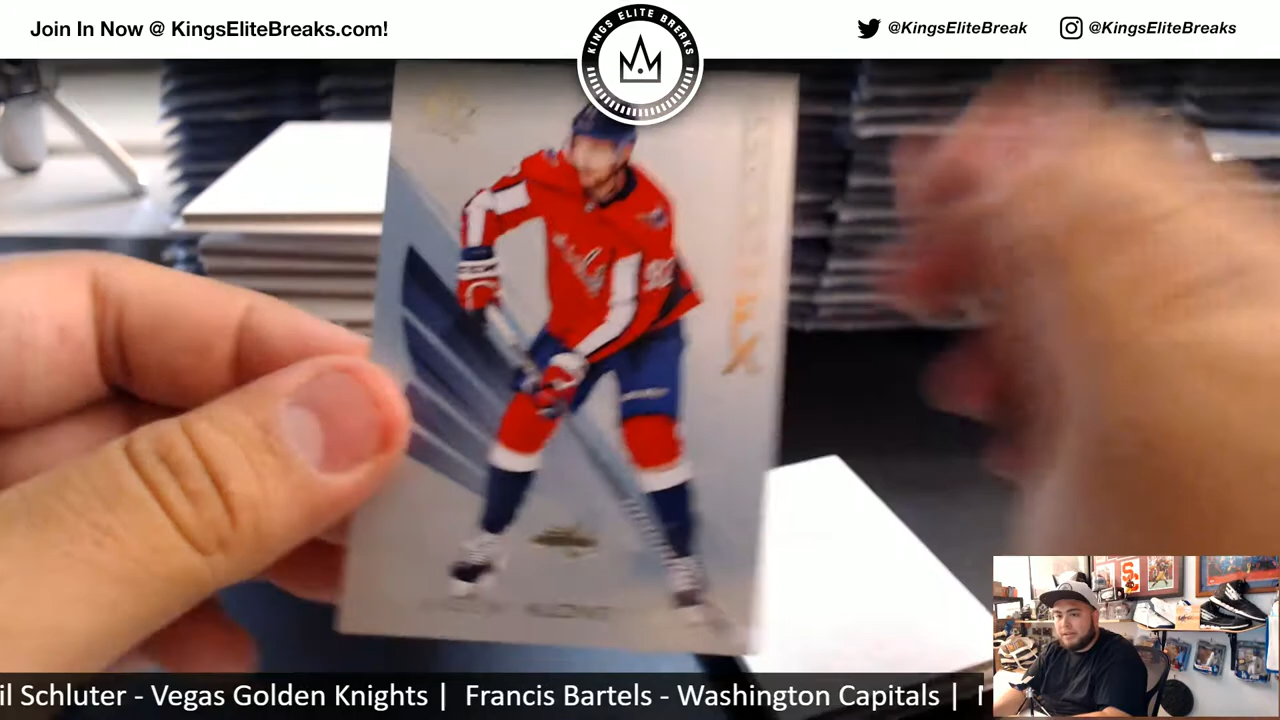 Join In Now @ KingsEliteBreaks.com!
KINGS ELITE BREAKS
@KingsEliteBreak
@KingsEliteBreaks
il Schluter - Vegas Golden Knights | Francis Bartels - Washington Capitals |